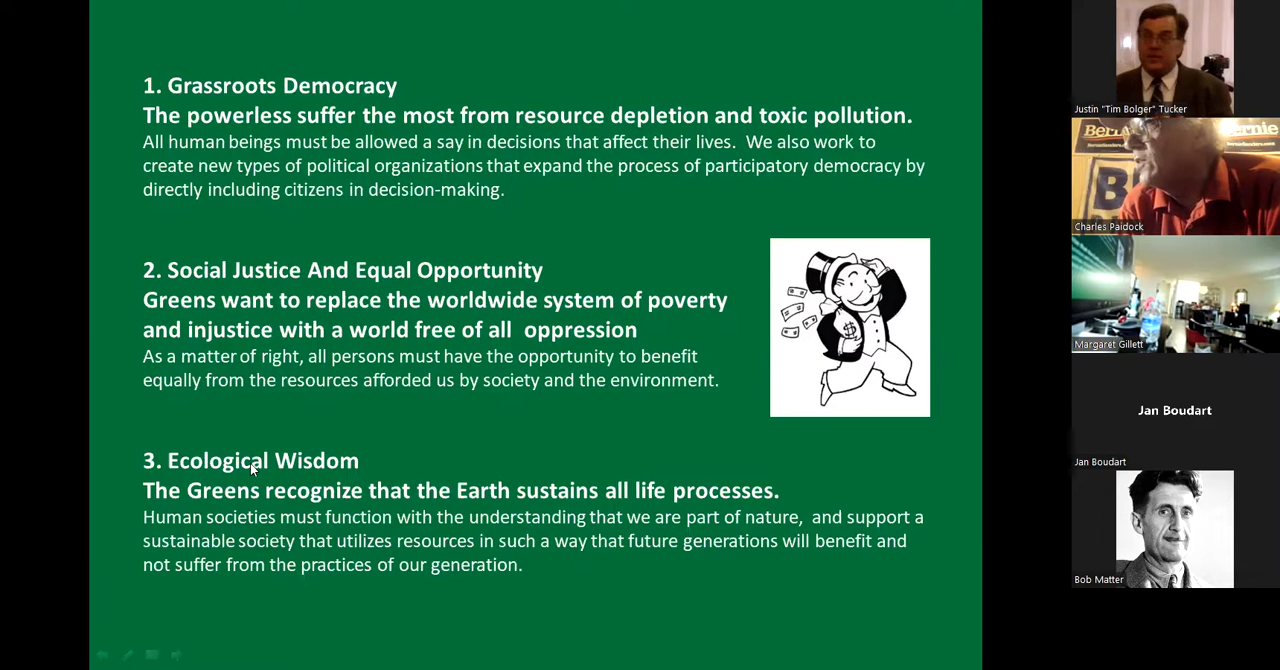 1. Grassroots Democracy
The powerless suffer the most from resource depletion and toxic pollution.
All human beings must be allowed a say in decisions that affect their lives.  We also work to
create new types of political organizations that expand the process of participatory democracy by
directly including citizens in decision-making.
2. Social Justice And Equal Opportunity
Greens want to replace the worldwide system of poverty
and injustice with a world free of all  oppression
As a matter of right, all persons must have the opportunity to benefit
equally from the resources afforded us by society and the environment.
$
3. Ecological Wisdom
The Greens recognize that the Earth sustains all life processes.
Human societies must function with the understanding that we are part of nature,  and support a
sustainable society that utilizes resources in such a way that future generations will benefit and
not suffer from the practices of our generation.
Justin "Tim Bolger" Tucker
Charles Paidock
Margaret Gillett
Jan Boudart
Jan Boudart
Bob Matter